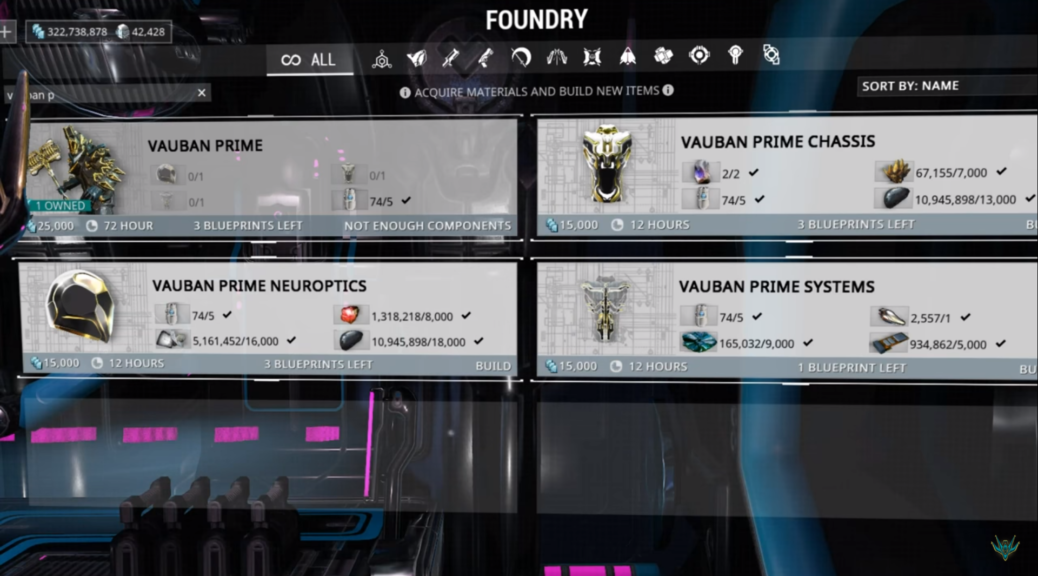 FOUNDRY
322,738,878 42,428
∞ ALL
ACQUIRE MATERIALS AND BUILD NEW ITEMS
SORT BY: NAME
ban p ×
VAUBAN PRIME
0/1 0/1
0/1 74/5 ✓
1 OWNED
25,000 72 HOUR 3 BLUEPRINTS LEFT NOT ENOUGH COMPONENTS
VAUBAN PRIME CHASSIS
2/2 ✓ 67,155/7,000 ✓
74/5 ✓ 10,945,898/13,000 ✓
15,000 12 HOURS 3 BLUEPRINTS LEFT BU
VAUBAN PRIME NEUROPTICS
74/5 ✓ 1,318,218/8,000 ✓
5,161,452/16,000 ✓ 10,945,898/18,000 ✓
15,000 12 HOURS 3 BLUEPRINTS LEFT BUILD
VAUBAN PRIME SYSTEMS
74/5 ✓ 2,557/1 ✓
165,032/9,000 ✓ 934,862/5,000 ✓
15,000 12 HOURS 1 BLUEPRINT LEFT BU